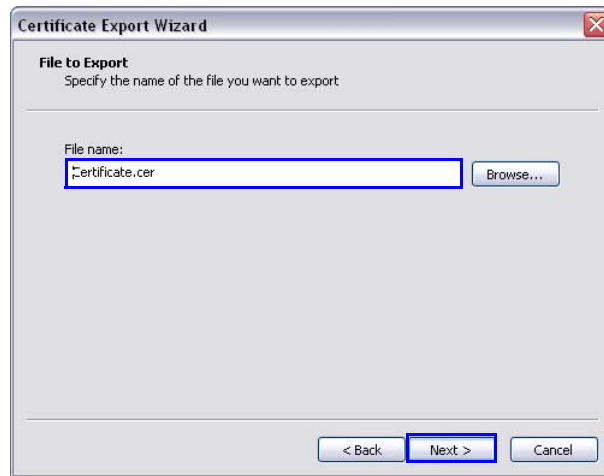 Certificate Export Wizard
File to Export
Specify the name of the file you want to export
File name:
Certificate.cer
Browse...
< Back
Next >
Cancel